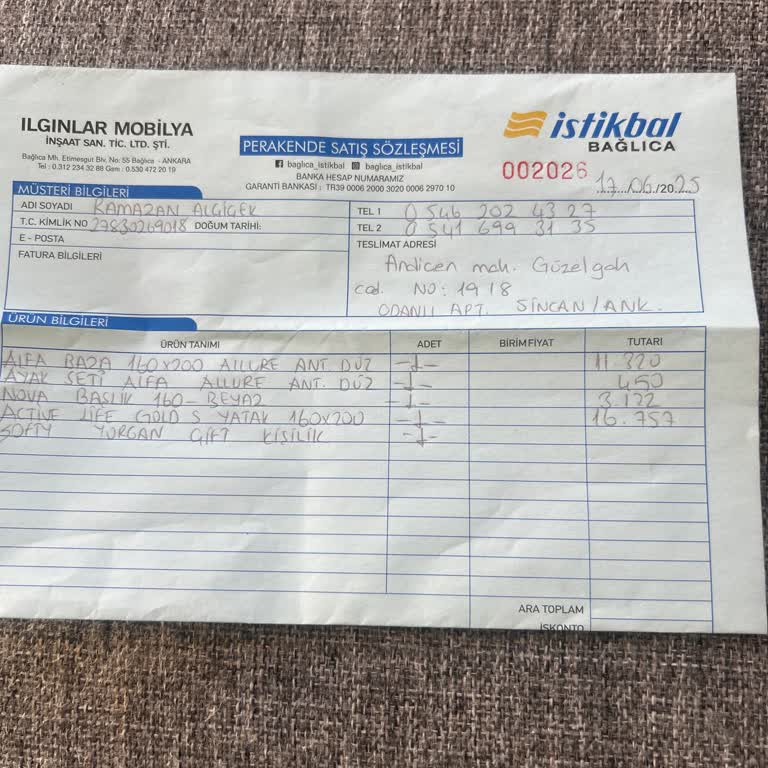 ILGINLAR MOBİLYA
İNŞAAT SAN. TİC. LTD. ŞTİ.
Bağlıca Mh. Etimesgut Blv. No: 55 Bağlıca - ANKARA
Tel : 0.312 234 32 88 Gsm : 0.530 472 20 19
PERAKENDE SATIŞ SÖZLEŞMESİ
baglica_istikbal baglica_istikbal
BANKA HESAP NUMARAMIZ
GARANTİ BANKASI : TR39 0006 2000 3020 0006 2970 10
istikbal
BAĞLICA
002026 17.06./2025
MÜŞTERİ BİLGİLERİ
ADI SOYADI RAMAZAN ALGIGEK
T.C. KİMLİK NO 27830269018 DOĞUM TARİHİ:
E - POSTA
FATURA BİLGİLERİ
TEL 1 0 546 202 43 27
TEL 2 0 541 699 31 35
TESLİMAT ADRESİ
Andicen mah. Güzelgah
cad. NO: 19/8
ODANLI APT. SİNCAN/ANK.
ÜRÜN BİLGİLERİ
ÜRÜN TANIMI ADET BİRİM FİYAT TUTARI
ALFA BAZA 160x200 ALLURE ANT. DÜZ -1- 11.320
AYAK SETİ ALFA ALLURE ANT. DÜZ -1- 450
NOVA BAŞLIK 160- BEYAZ -1- 3.122
ACTIVE LIFE GOLD S YATAK 160x200 -1- 16.757
SOFTY YORGAN ÇİFT KİŞİLİK -1-
ARA TOPLAM
İSKONTO